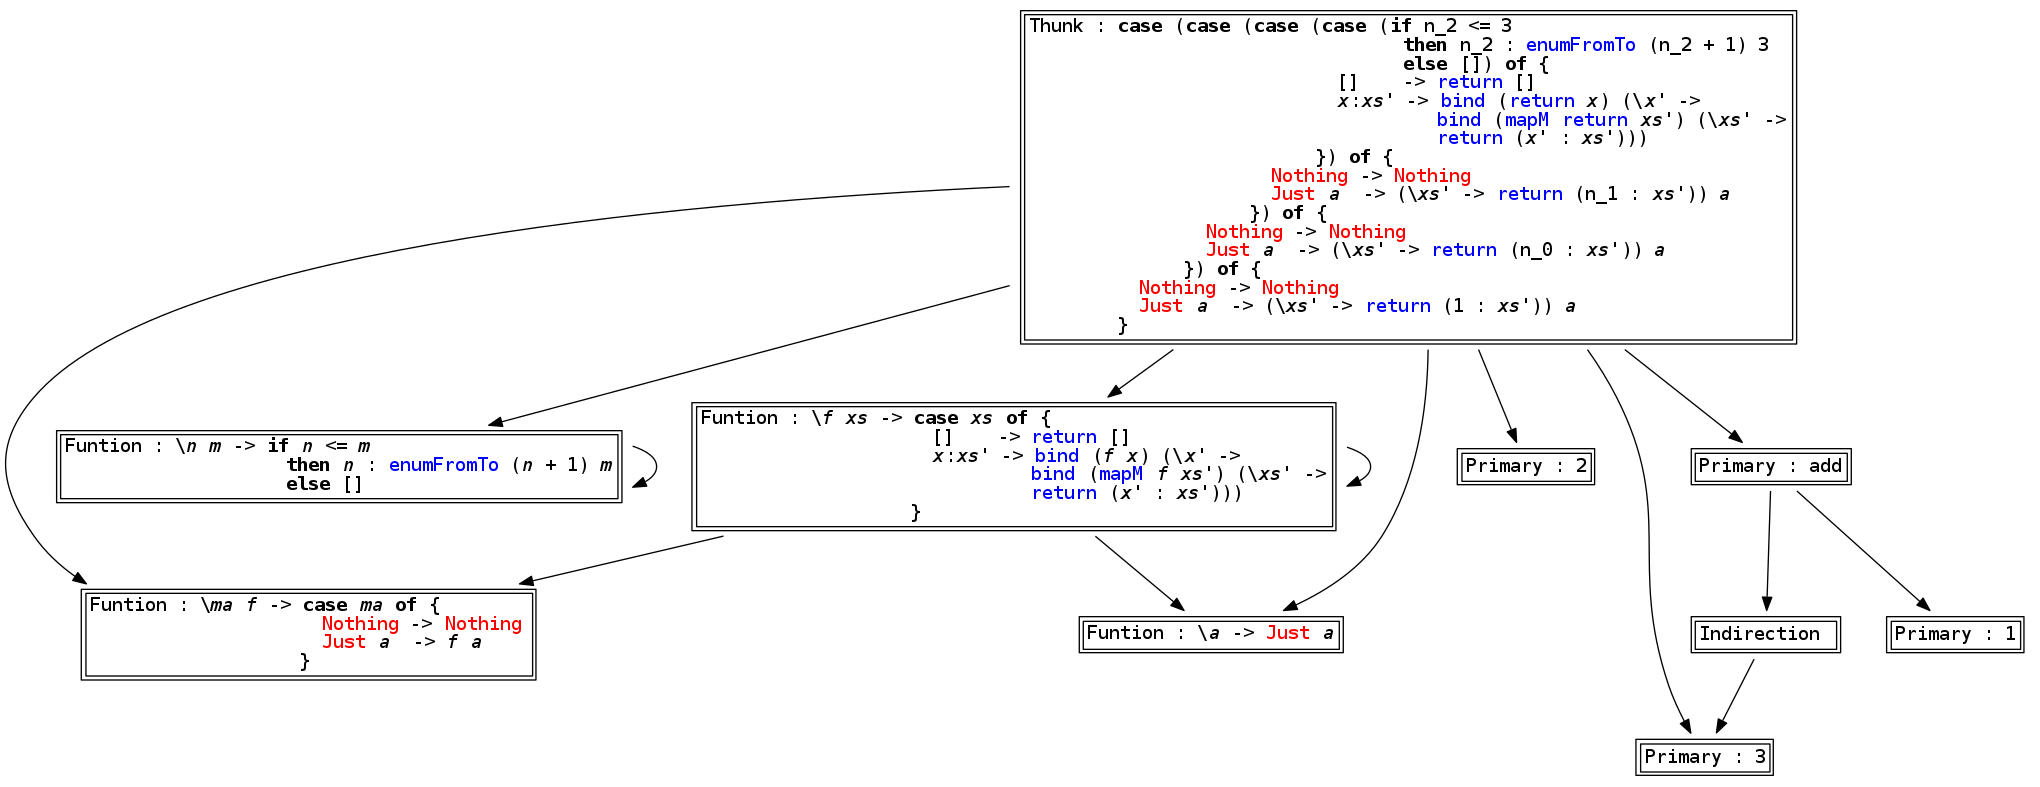 Thunk : case (case (case (case (if n_2 <= 3
then n_2 : enumFromTo (n_2 + 1) 3
else []) of {
[] -> return []
x:xs' -> bind (return x) (\x' ->
bind (mapM return xs') (\xs' ->
return (x' : xs')))
}) of {
Nothing -> Nothing
Just a -> (\xs' -> return (n_1 : xs')) a
}) of {
Nothing -> Nothing
Just a -> (\xs' -> return (n_0 : xs')) a
}) of {
Nothing -> Nothing
Just a -> (\xs' -> return (1 : xs')) a
}
Funtion : \n m -> if n <= m
then n : enumFromTo (n + 1) m
else []
Funtion : \f xs -> case xs of {
[] -> return []
x:xs' -> bind (f x) (\x' ->
bind (mapM f xs') (\xs' ->
return (x' : xs')))
}
Primary : 2
Primary : add
Funtion : \ma f -> case ma of {
Nothing -> Nothing
Just a -> f a
}
Funtion : \a -> Just a
Indirection
Primary : 1
Primary : 3